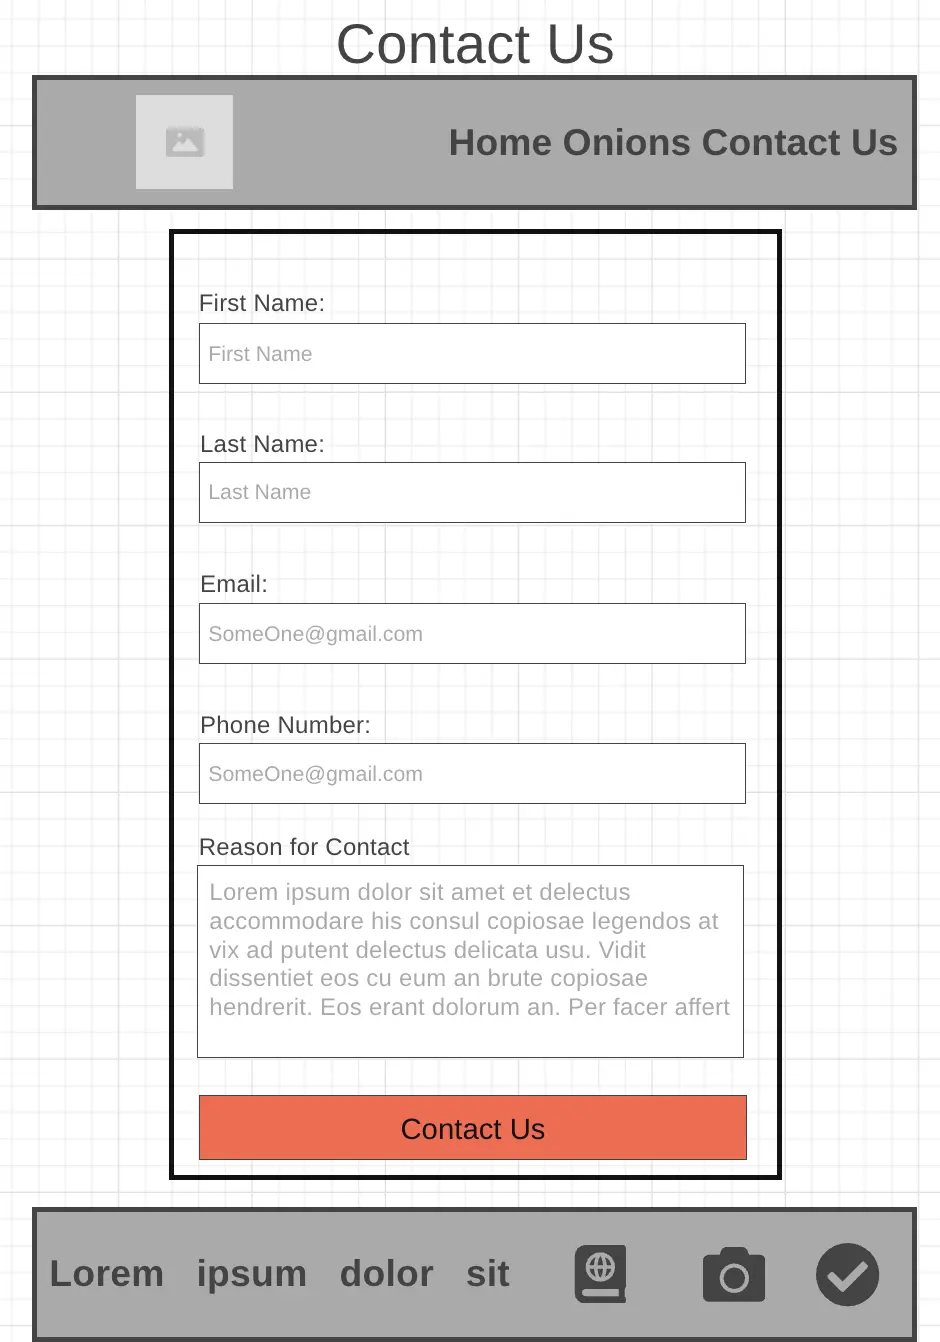 Contact Us
Home Onions Contact Us
First Name:
First Name
Last Name:
Last Name
Email:
SomeOne@gmail.com
Phone Number:
SomeOne@gmail.com
Reason for Contact
Lorem ipsum dolor sit amet et delectus
accommodare his consul copiosae legendos at
vix ad putent delectus delicata usu. Vidit
dissentiet eos cu eum an brute copiosae
hendrerit. Eos erant dolorum an. Per facer affert
Contact Us
Lorem ipsum dolor sit